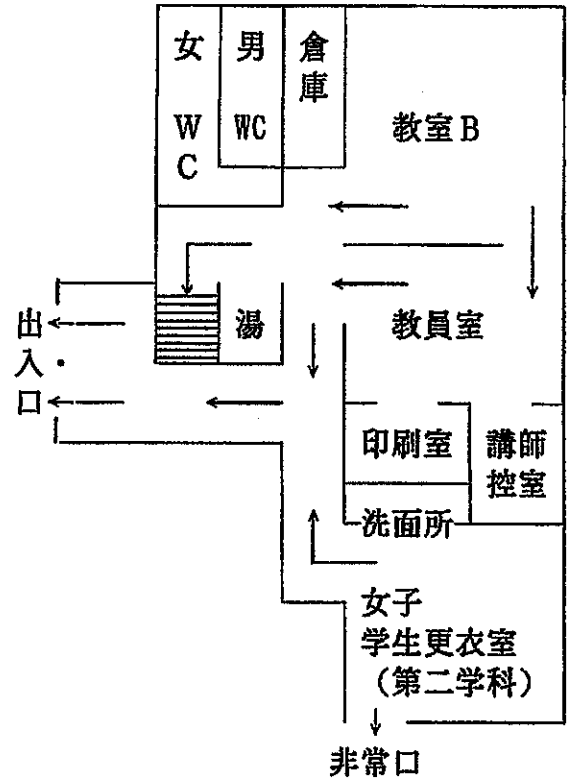 女
WC
男
WC
倉庫
教室B
出入口
湯
教員室
印刷室
講師
控室
洗面所
女子
学生更衣室
(第二学科)
非常口